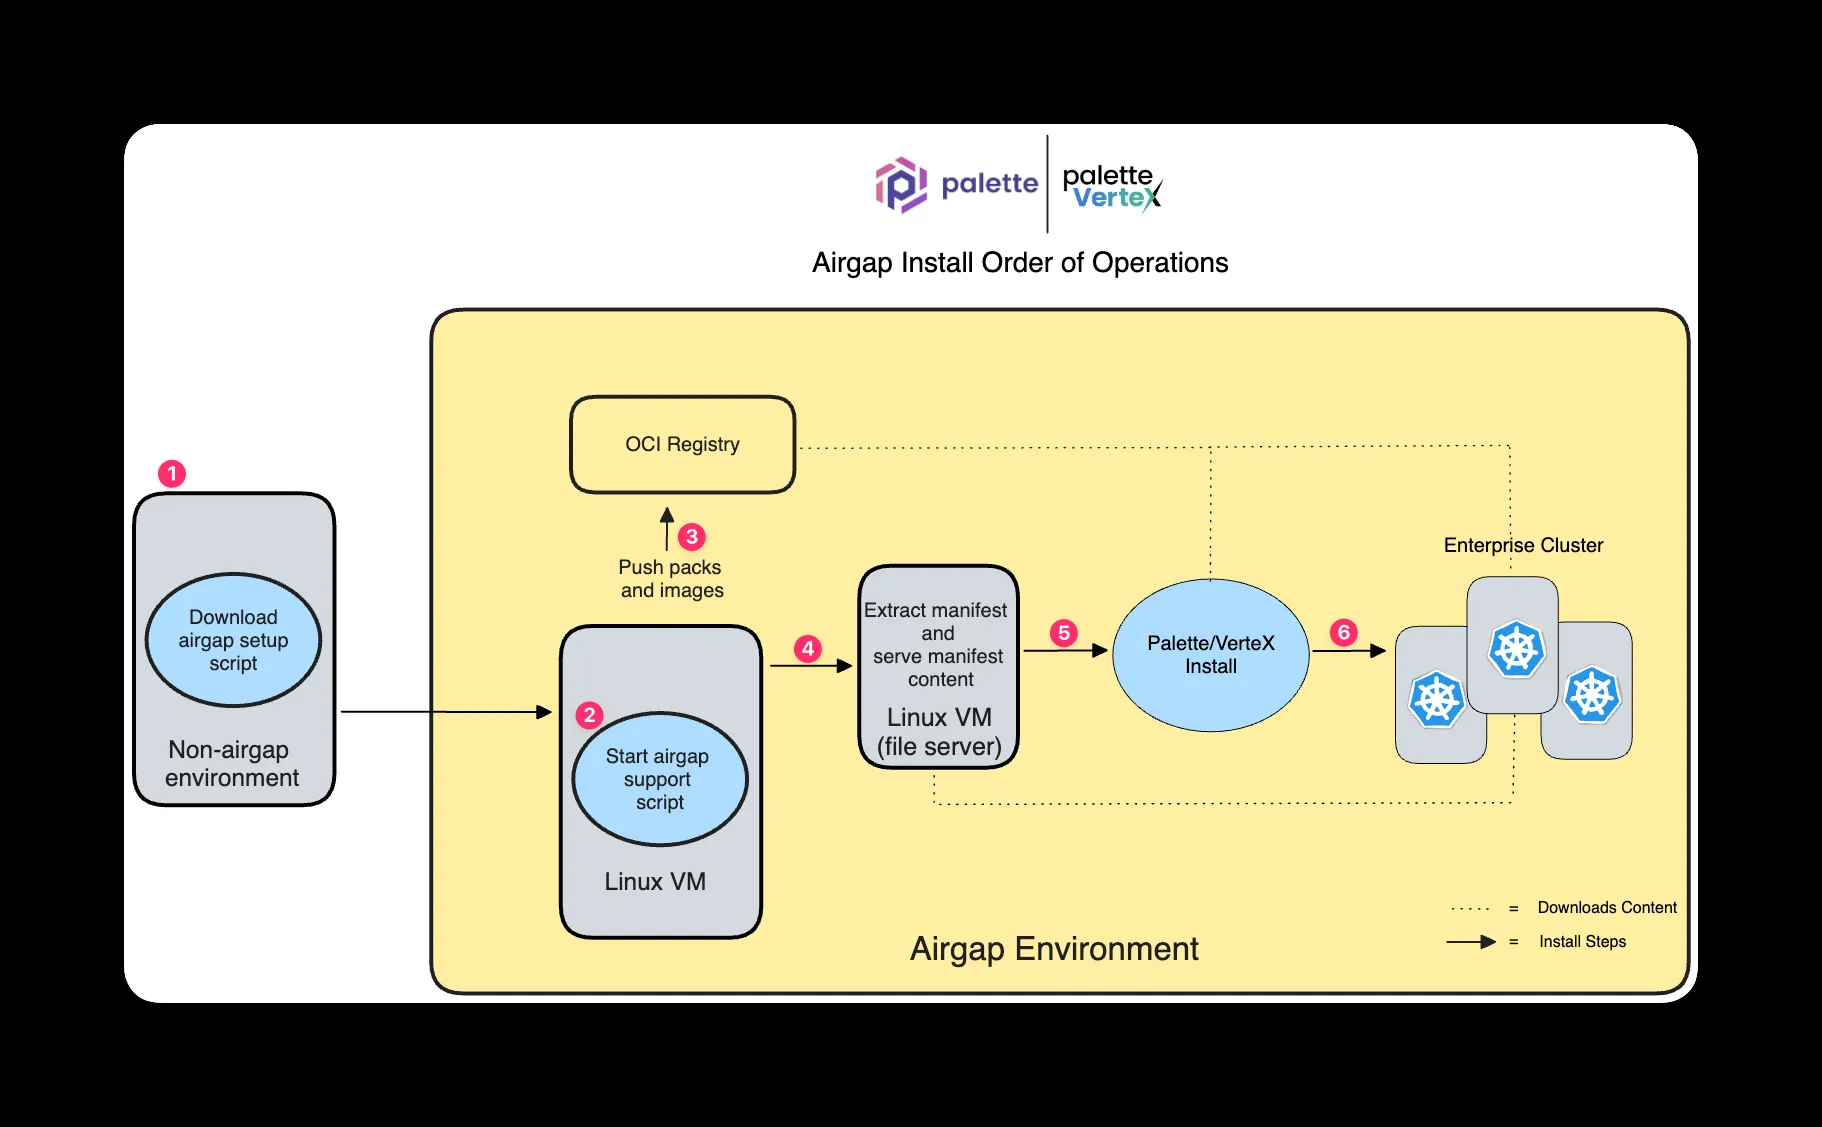 palette
palette
VerteX
Airgap Install Order of Operations
OCI Registry
1
3
Push packs
and images
Enterprise Cluster
Download
airgap setup
script
Non-airgap
environment
2
Start airgap
support
script
Linux VM
4
Extract manifest
and
serve manifest
content
Linux VM
(file server)
5
Palette/VerteX
Install
6
..... = Downloads Content
= Install Steps
Airgap Environment